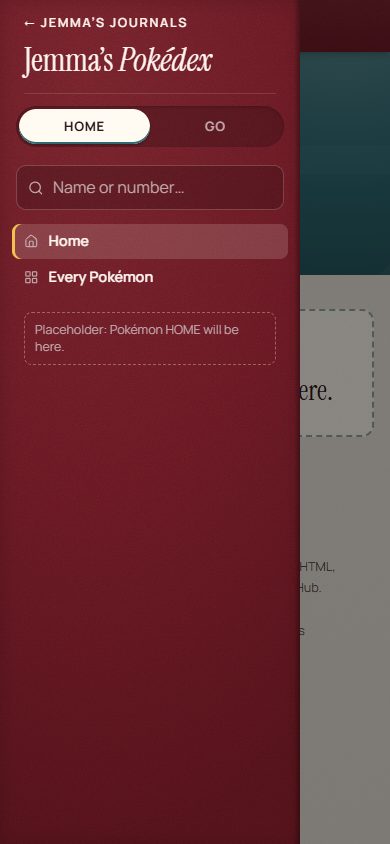 ← JEMMA’S JOURNALS
Jemma’s Pokédex
HOME
GO
Name or number…
Home
Every Pokémon
Placeholder: Pokémon HOME will be
here.
ere.
HTML,
Hub.
s